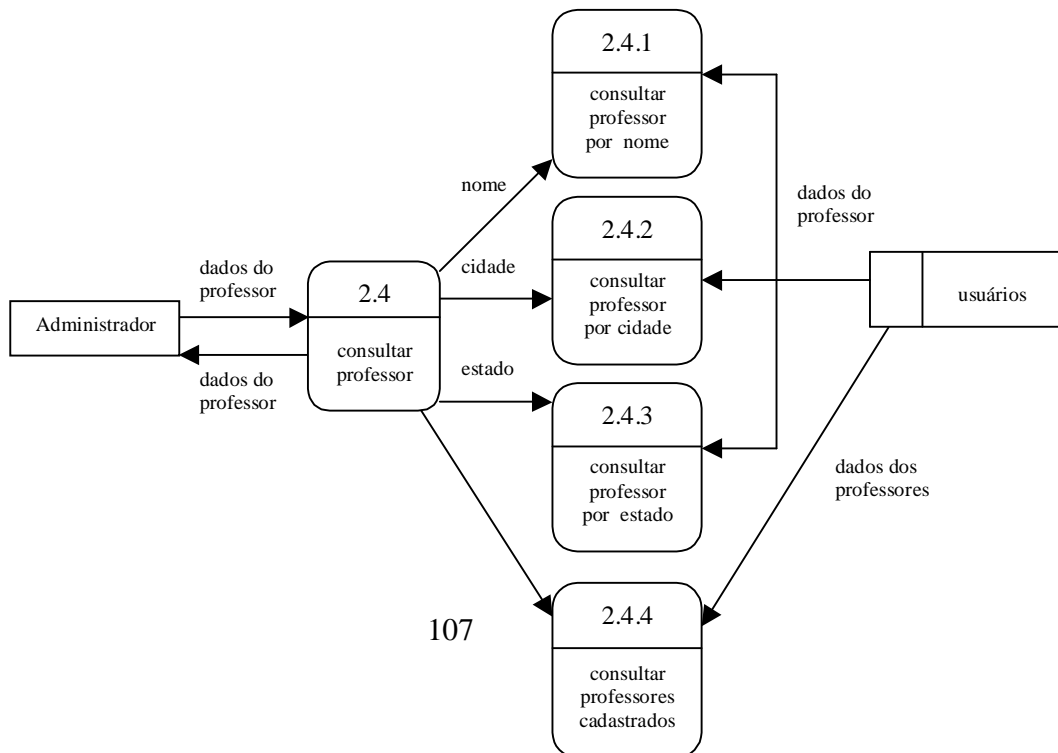 2.4.1
consultar
professor
por nome
nome
dados do
professor
2.4.2
consultar
professor
por cidade
cidade
dados do
professor
2.4
consultar
professor
Administrador
usuários
dados do
professor
estado
2.4.3
consultar
professor
por estado
dados dos
professores
107
2.4.4
consultar
professores
cadastrados